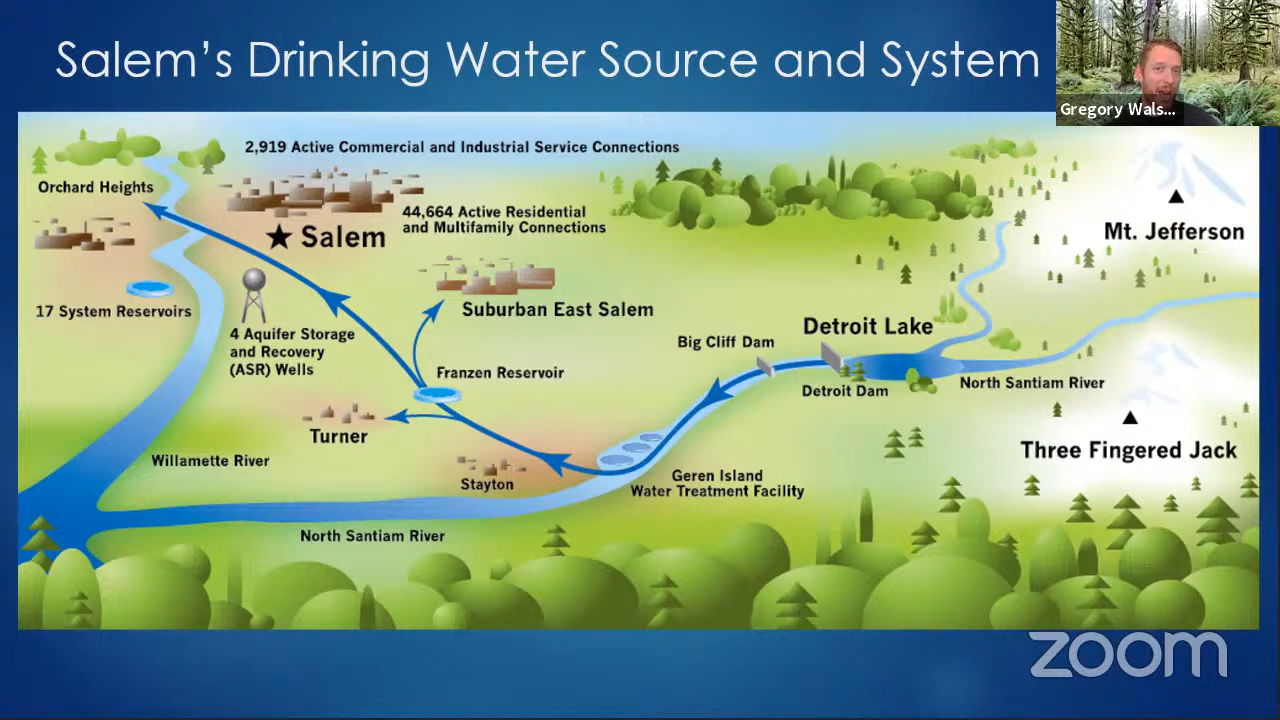 Salem’s Drinking Water Source and System
Gregory Wals...
2,919 Active Commercial and Industrial Service Connections
Orchard Heights
44,664 Active Residential
and Multifamily Connections
★ Salem
Mt. Jefferson
17 System Reservoirs
Suburban East Salem
4 Aquifer Storage
and Recovery
(ASR) Wells
Detroit Lake
Big Cliff Dam
Franzen Reservoir
Detroit Dam
North Santiam River
Turner
Three Fingered Jack
Willamette River
Stayton
Geren Island
Water Treatment Facility
North Santiam River
zoom